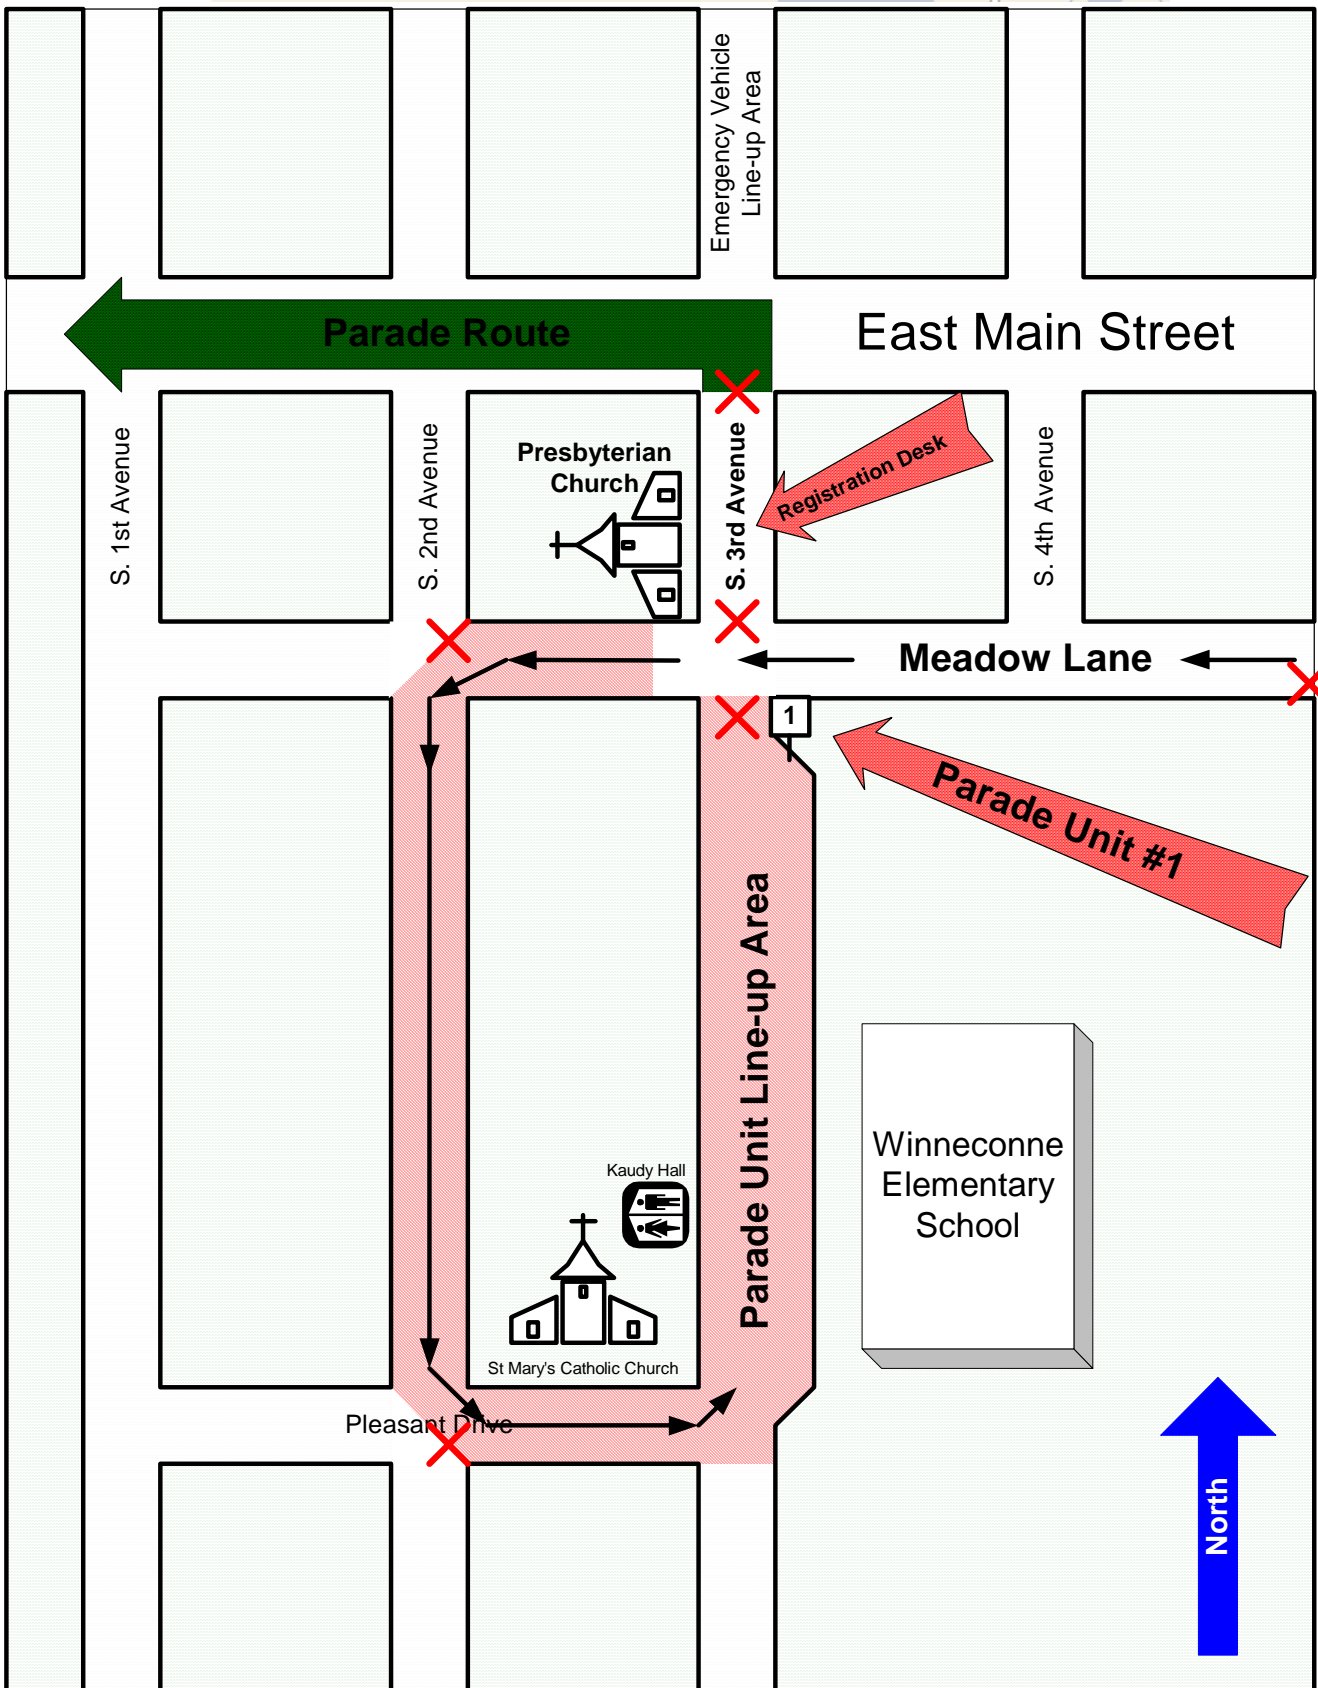 Emergency Vehicle
Line-up Area
Parade Route
East Main Street
S. 1st Avenue
S. 2nd Avenue
Presbyterian
Church
S. 3rd Avenue
Registration Desk
S. 4th Avenue
Meadow Lane
1
Parade Unit #1
Parade Unit Line-up Area
Winneconne
Elementary
School
Kaudy Hall
St Mary's Catholic Church
Pleasant Drive
North